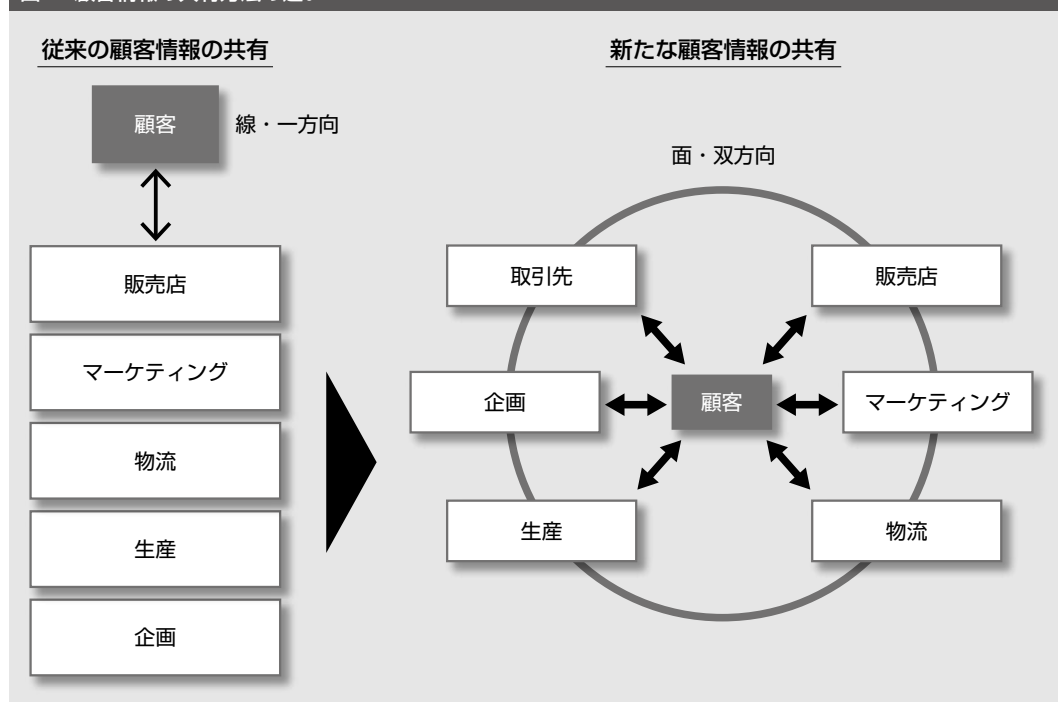 従来の顧客情報の共有
顧客
線・一方向
販売店
マーケティング
物流
生産
企画
新たな顧客情報の共有
面・双方向
取引先
販売店
企画
顧客
マーケティング
生産
物流